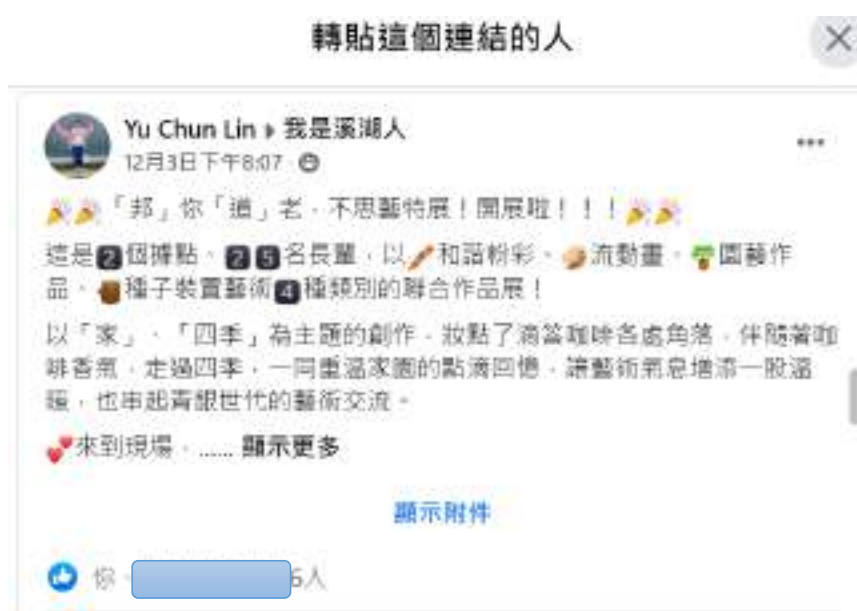 轉貼這個連結的人
Yu Chun Lin ▸ 我是溪湖人
12月3日下午8:07
🎉🎉「邦」你「道」老，不思藝特展！開展啦！！！🎉🎉
這是2️⃣個據點、2️⃣5️⃣名長輩，以🥕和諧粉彩、🥔流動畫、🥦園藝作
品、🌰種子裝置藝術4️⃣種類別的聯合作品展！
以「家」、「四季」為主題的創作，妝點了滴答咖啡各處角落，伴隨著咖
啡香氣，走過四季，一同重溫家園的點滴回憶，讓藝術氣息增添一股溫
暖，也串起青銀世代的藝術交流。
💕來到現場，...... 顯示更多
顯示附件
你、 6人